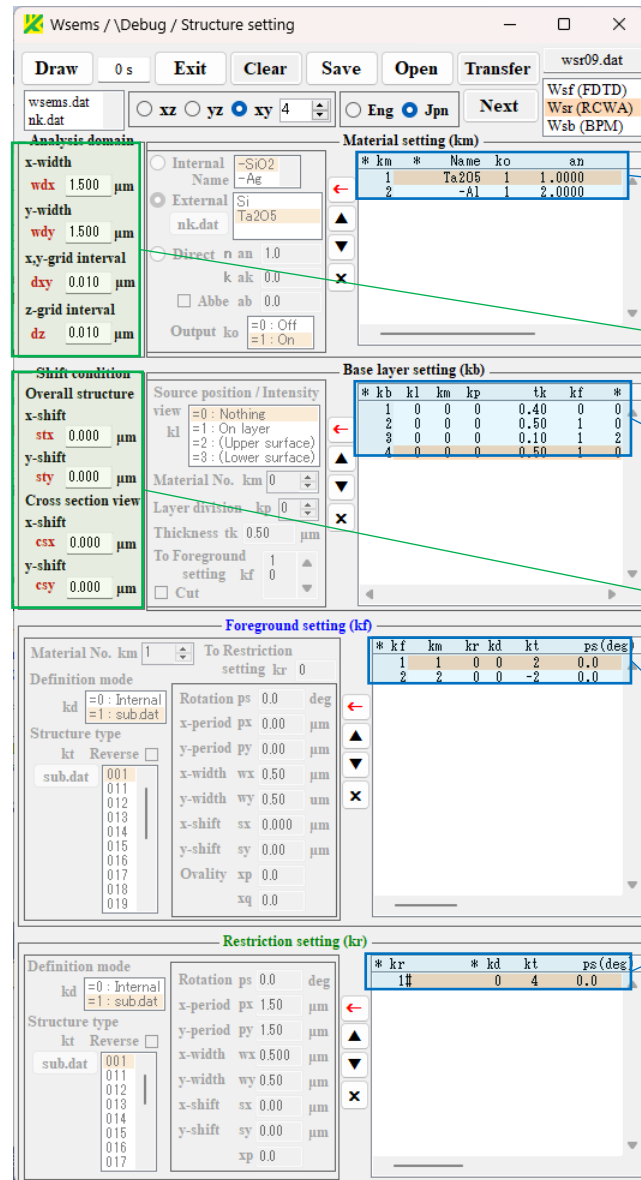 Wsems / \Debug / Structure setting
Draw 0 s Exit Clear Save Open Transfer wsr09.dat
wsems.dat
nk.dat
xz yz xy 4 Eng Jpn Next
Wsf (FDTD)
Wsr (RCWA)
Wsb (BPM)
Analysis domain
x-width
wdx 1.500 μm
y-width
wdy 1.500 μm
x,y-grid interval
dxy 0.010 μm
z-grid interval
dz 0.010 μm
Material setting (km)
Internal Name -SiO2
-Ag
External Si
Ta2O5
nk.dat
Direct n an 1.0
k ak 0.0
Abbe ab 0.0
Output ko =0 : Off
=1 : On
* km * Name ko an
1 Ta2O5 1 1.0000
2 -Al 1 2.0000
Shift condition
Overall structure
x-shift
stx 0.000 μm
y-shift
sty 0.000 μm
Cross section view
x-shift
csx 0.000 μm
y-shift
csy 0.000 μm
Base layer setting (kb)
Source position / Intensity
view kl =0 : Nothing
=1 : On layer
=2 : (Upper surface)
=3 : (Lower surface)
Material No. km 0
Layer division kp 0
Thickness tk 0.50 μm
To Foreground 1
setting kf 0
Cut
* kb kl km kp tk kf *
1 0 0 0 0.40 0 0
2 0 0 0 0.50 1 0
3 0 0 0 0.10 1 2
4 0 0 0 0.50 1 0
Foreground setting (kf)
Material No. km 1 To Restriction
setting kr 0
Definition mode
kd =0 : Internal
=1 : sub.dat
Structure type
kt Reverse
sub.dat 001
011
012
013
014
015
016
017
018
019
Rotation ps 0.0 deg
x-period px 0.00 μm
y-period py 0.00 μm
x-width wx 0.50 μm
y-width wy 0.50 um
x-shift sx 0.000 μm
y-shift sy 0.00 μm
Ovality xp 0.0
xq 0.0
* kf km kr kd kt ps(deg)
1 1 0 0 2 0.0
2 2 0 0 -2 0.0
Restriction setting (kr)
Definition mode
kd =0 : Internal
=1 : sub.dat
Structure type
kt Reverse
sub.dat 001
011
012
013
014
015
016
017
Rotation ps 0.0 deg
x-period px 1.50 μm
y-period py 1.50 μm
x-width wx 0.500 μm
y-width wy 0.50 μm
x-shift sx 0.00 μm
y-shift sy 0.00 μm
xp 0.0
* kr * kd kt ps(deg)
1# 0 4 0.0